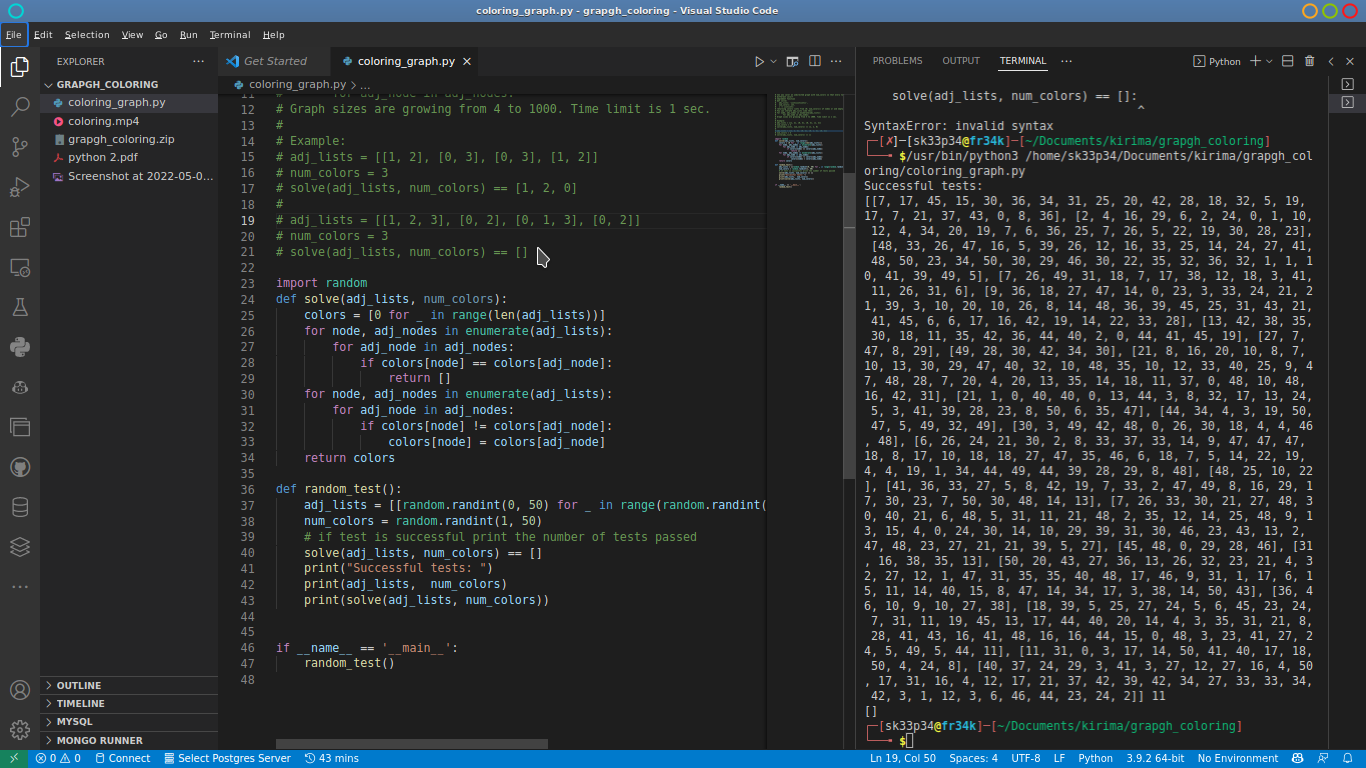 coloring_graph.py - grapgh_coloring - Visual Studio Code
File Edit Selection View Go Run Terminal Help
EXPLORER
GRAPGH_COLORING
coloring_graph.py
coloring.mp4
grapgh_coloring.zip
python 2.pdf
Screenshot at 2022-05-0...
OUTLINE
TIMELINE
MYSQL
MONGO RUNNER
Get Started
coloring_graph.py
coloring_graph.py > ...
12 # Graph sizes are growing from 4 to 1000. Time limit is 1 sec.
13 #
14 # Example:
15 # adj_lists = [[1, 2], [0, 3], [0, 3], [1, 2]]
16 # num_colors = 3
17 # solve(adj_lists, num_colors) == [1, 2, 0]
18 #
19 # adj_lists = [[1, 2, 3], [0, 2], [0, 1, 3], [0, 2]]
20 # num_colors = 3
21 # solve(adj_lists, num_colors) == []
22
23 import random
24 def solve(adj_lists, num_colors):
25 colors = [0 for _ in range(len(adj_lists))]
26 for node, adj_nodes in enumerate(adj_lists):
27 for adj_node in adj_nodes:
28 if colors[node] == colors[adj_node]:
29 return []
30 for node, adj_nodes in enumerate(adj_lists):
31 for adj_node in adj_nodes:
32 if colors[node] != colors[adj_node]:
33 colors[node] = colors[adj_node]
34 return colors
35
36 def random_test():
37 adj_lists = [[random.randint(0, 50) for _ in range(random.randint(
38 num_colors = random.randint(1, 50)
39 # if test is successful print the number of tests passed
40 solve(adj_lists, num_colors) == []
41 print("Successful tests: ")
42 print(adj_lists,  num_colors)
43 print(solve(adj_lists, num_colors))
44
45
46 if __name__ == '__main__':
47 random_test()
48
PROBLEMS OUTPUT TERMINAL ... Python
solve(adj_lists, num_colors) == []:
^
SyntaxError: invalid syntax
┌─[✗]─[sk33p34@fr34k]─[~/Documents/kirima/grapgh_coloring]
└──╼ $/usr/bin/python3 /home/sk33p34/Documents/kirima/grapgh_col
oring/coloring_graph.py
Successful tests:
[[7, 17, 45, 15, 30, 36, 34, 31, 25, 20, 42, 28, 18, 32, 5, 19,
17, 7, 21, 37, 43, 0, 8, 36], [2, 4, 16, 29, 6, 2, 24, 0, 1, 10,
12, 4, 34, 20, 19, 7, 6, 36, 25, 7, 26, 5, 22, 19, 30, 28, 23],
[48, 33, 26, 47, 16, 5, 39, 26, 12, 16, 33, 25, 14, 24, 27, 41,
48, 50, 23, 34, 50, 30, 29, 46, 30, 22, 35, 32, 36, 32, 1, 1, 1
0, 41, 39, 49, 5], [7, 26, 49, 31, 18, 7, 17, 38, 12, 18, 3, 41,
11, 26, 31, 6], [9, 36, 18, 27, 47, 14, 0, 23, 3, 33, 24, 21, 2
1, 39, 3, 10, 20, 10, 26, 8, 14, 48, 36, 39, 45, 25, 31, 43, 21,
41, 45, 6, 6, 17, 16, 42, 19, 14, 22, 33, 28], [13, 42, 38, 35,
30, 18, 11, 35, 42, 36, 44, 40, 2, 0, 44, 41, 45, 19], [27, 7,
47, 8, 29], [49, 28, 30, 42, 34, 30], [21, 8, 16, 20, 10, 8, 7,
10, 13, 30, 29, 47, 40, 32, 10, 48, 35, 10, 12, 33, 40, 25, 9, 4
7, 48, 28, 7, 20, 4, 20, 13, 35, 14, 18, 11, 37, 0, 48, 10, 48,
16, 42, 31], [21, 1, 0, 40, 40, 0, 13, 44, 3, 8, 32, 17, 13, 24,
5, 3, 41, 39, 28, 23, 8, 50, 6, 35, 47], [44, 34, 4, 3, 19, 50,
47, 5, 49, 32, 49], [30, 3, 49, 42, 48, 0, 26, 30, 18, 4, 4, 46
, 48], [6, 26, 24, 21, 30, 2, 8, 33, 37, 33, 14, 9, 47, 47, 47,
18, 8, 17, 10, 18, 18, 27, 47, 35, 46, 6, 18, 7, 5, 14, 22, 19,
4, 4, 19, 1, 34, 44, 49, 44, 39, 28, 29, 8, 48], [48, 25, 10, 22
], [41, 36, 33, 27, 5, 8, 42, 19, 7, 33, 2, 47, 49, 8, 16, 29, 1
7, 30, 23, 7, 50, 30, 48, 14, 13], [7, 26, 33, 30, 21, 27, 48, 3
0, 40, 21, 6, 48, 5, 31, 11, 21, 48, 2, 35, 12, 14, 25, 48, 9, 1
3, 15, 4, 0, 24, 30, 14, 10, 29, 39, 31, 30, 46, 23, 43, 13, 2,
47, 48, 23, 27, 21, 21, 39, 5, 27], [45, 48, 0, 29, 28, 46], [31
, 16, 38, 35, 13], [50, 20, 43, 27, 36, 13, 26, 32, 23, 21, 4, 3
2, 27, 12, 1, 47, 31, 35, 35, 40, 48, 17, 46, 9, 31, 1, 17, 6, 1
5, 11, 14, 40, 15, 8, 47, 14, 34, 17, 3, 38, 14, 50, 43], [36, 4
6, 10, 9, 10, 27, 38], [18, 39, 5, 25, 27, 24, 5, 6, 45, 23, 24,
7, 31, 11, 19, 45, 13, 17, 44, 40, 20, 14, 4, 3, 35, 31, 21, 8,
28, 41, 43, 16, 41, 48, 16, 16, 44, 15, 0, 48, 3, 23, 41, 27, 2
4, 5, 49, 5, 44, 11], [11, 31, 0, 3, 17, 14, 50, 41, 40, 17, 18,
50, 4, 24, 8], [40, 37, 24, 29, 3, 41, 3, 27, 12, 27, 16, 4, 50
, 17, 31, 16, 4, 12, 17, 21, 37, 42, 39, 42, 34, 27, 33, 33, 34,
42, 3, 1, 12, 3, 6, 46, 44, 23, 24, 2]] 11
[]
┌─[sk33p34@fr34k]─[~/Documents/kirima/grapgh_coloring]
└──╼ $
0 0 Connect Select Postgres Server 43 mins Ln 19, Col 50 Spaces: 4 UTF-8 LF Python 3.9.2 64-bit No Environment